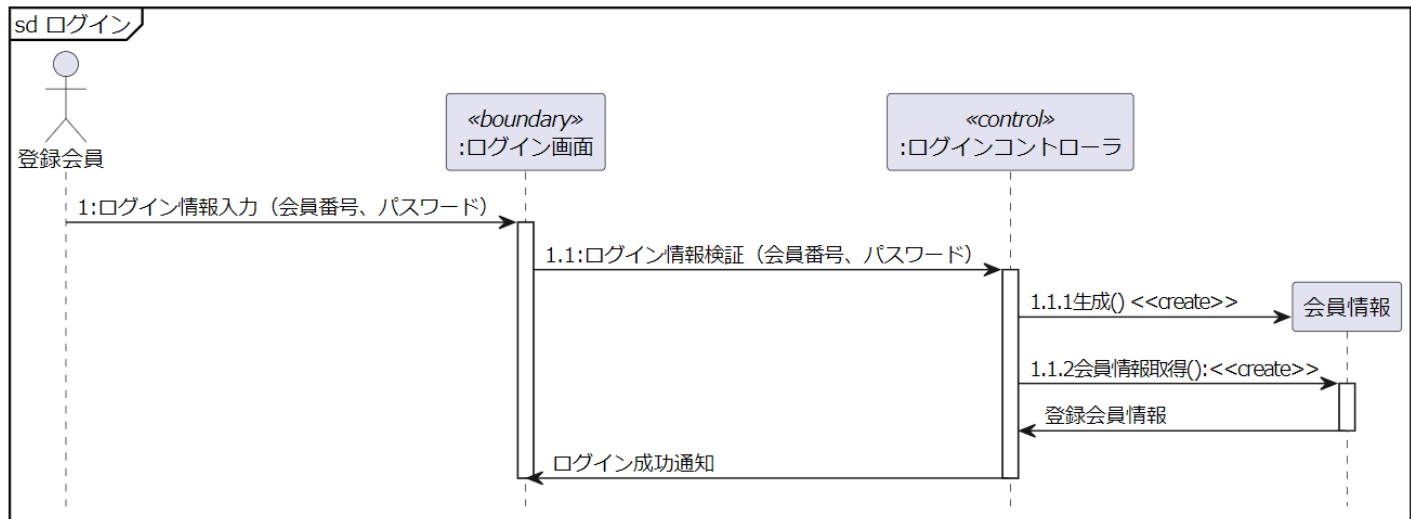 sd ログイン
登録会員
«boundary»
:ログイン画面
«control»
:ログインコントローラ
1:ログイン情報入力（会員番号、パスワード）
1.1:ログイン情報検証（会員番号、パスワード）
1.1.1生成() <<create>>
会員情報
1.1.2会員情報取得():<<create>>
登録会員情報
ログイン成功通知